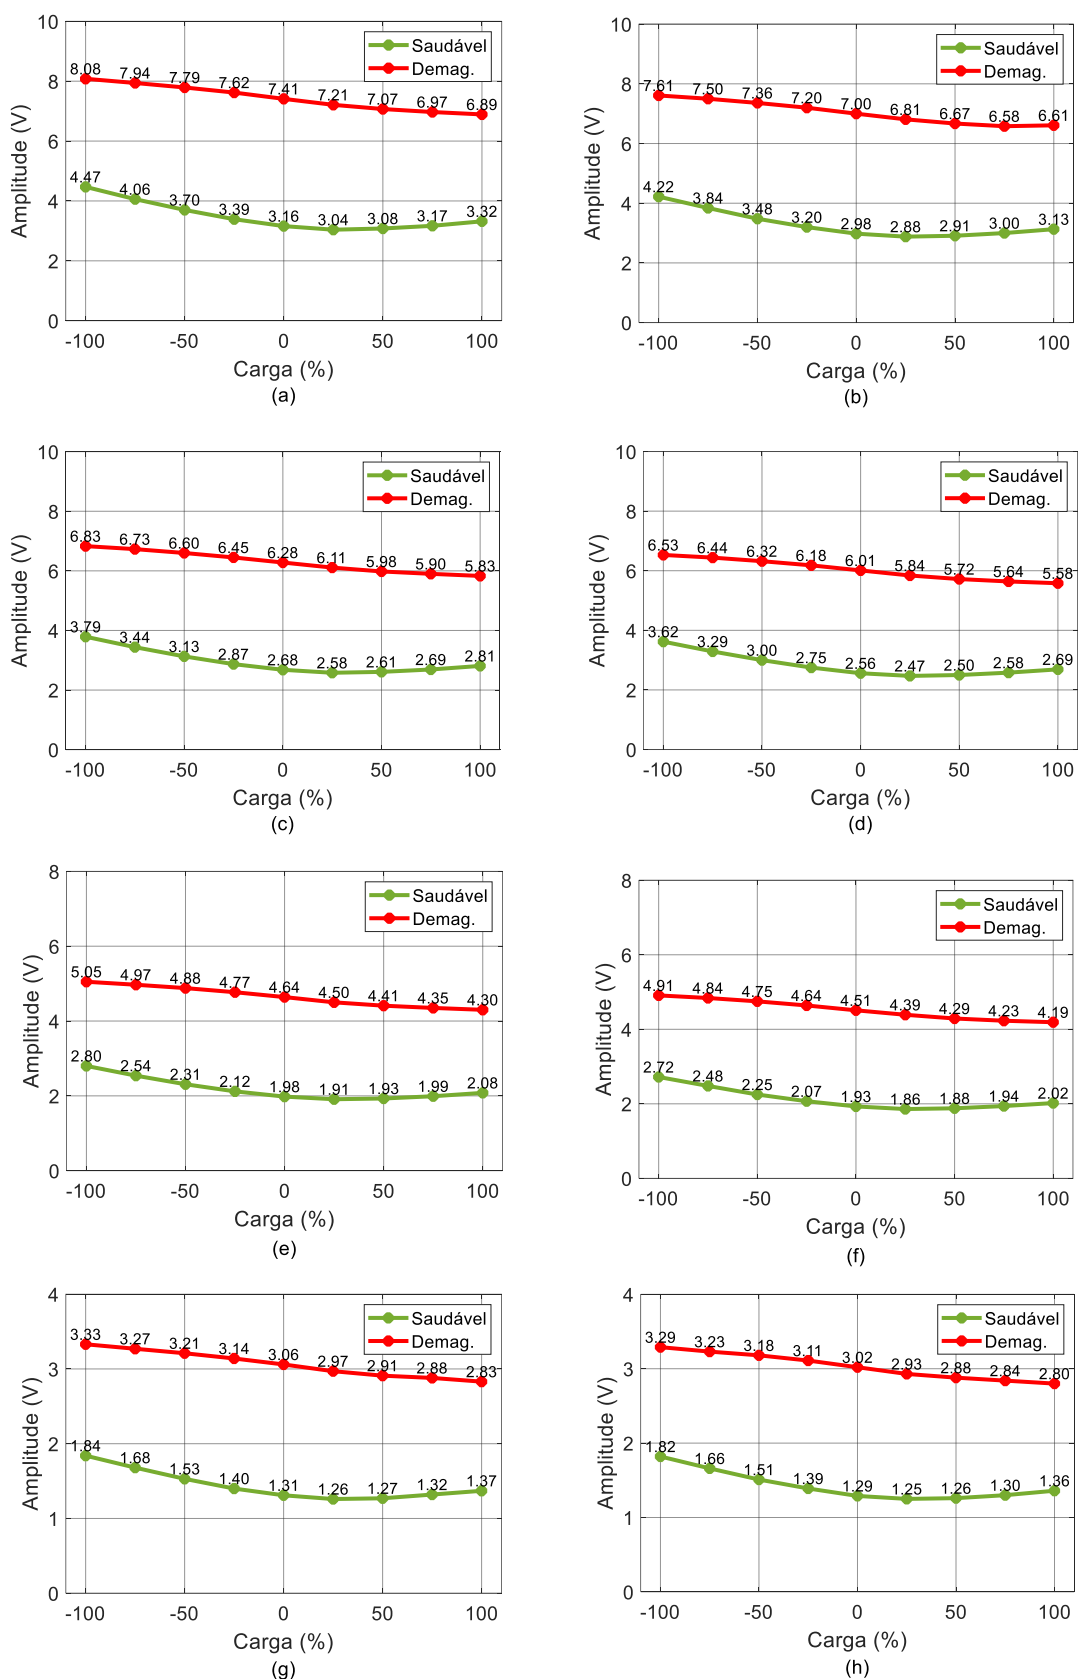 10
8
6
4
2
0
Amplitude (V)
8.08 7.94 7.79 7.62 7.41 7.21 7.07 6.97 6.89
4.47 4.06 3.70 3.39 3.16 3.04 3.08 3.17 3.32
Saudável
Demag.
-100 -50 0 50 100
Carga (%)
(a)
10
8
6
4
2
0
Amplitude (V)
7.61 7.50 7.36 7.20 7.00 6.81 6.67 6.58 6.61
4.22 3.84 3.48 3.20 2.98 2.88 2.91 3.00 3.13
Saudável
Demag.
-100 -50 0 50 100
Carga (%)
(b)
10
8
6
4
2
0
Amplitude (V)
6.83 6.73 6.60 6.45 6.28 6.11 5.98 5.90 5.83
3.79 3.44 3.13 2.87 2.68 2.58 2.61 2.69 2.81
Saudável
Demag.
-100 -50 0 50 100
Carga (%)
(c)
10
8
6
4
2
0
Amplitude (V)
6.53 6.44 6.32 6.18 6.01 5.84 5.72 5.64 5.58
3.62 3.29 3.00 2.75 2.56 2.47 2.50 2.58 2.69
Saudável
Demag.
-100 -50 0 50 100
Carga (%)
(d)
8
6
4
2
0
Amplitude (V)
5.05 4.97 4.88 4.77 4.64 4.50 4.41 4.35 4.30
2.80 2.54 2.31 2.12 1.98 1.91 1.93 1.99 2.08
Saudável
Demag.
-100 -50 0 50 100
Carga (%)
(e)
8
6
4
2
0
Amplitude (V)
4.91 4.84 4.75 4.64 4.51 4.39 4.29 4.23 4.19
2.72 2.48 2.25 2.07 1.93 1.86 1.88 1.94 2.02
Saudável
Demag.
-100 -50 0 50 100
Carga (%)
(f)
4
3
2
1
0
Amplitude (V)
3.33 3.27 3.21 3.14 3.06 2.97 2.91 2.88 2.83
1.84 1.68 1.53 1.40 1.31 1.26 1.27 1.32 1.37
Saudável
Demag.
-100 -50 0 50 100
Carga (%)
(g)
4
3
2
1
0
Amplitude (V)
3.29 3.23 3.18 3.11 3.02 2.93 2.88 2.84 2.80
1.82 1.66 1.51 1.39 1.29 1.25 1.26 1.30 1.36
Saudável
Demag.
-100 -50 0 50 100
Carga (%)
(h)